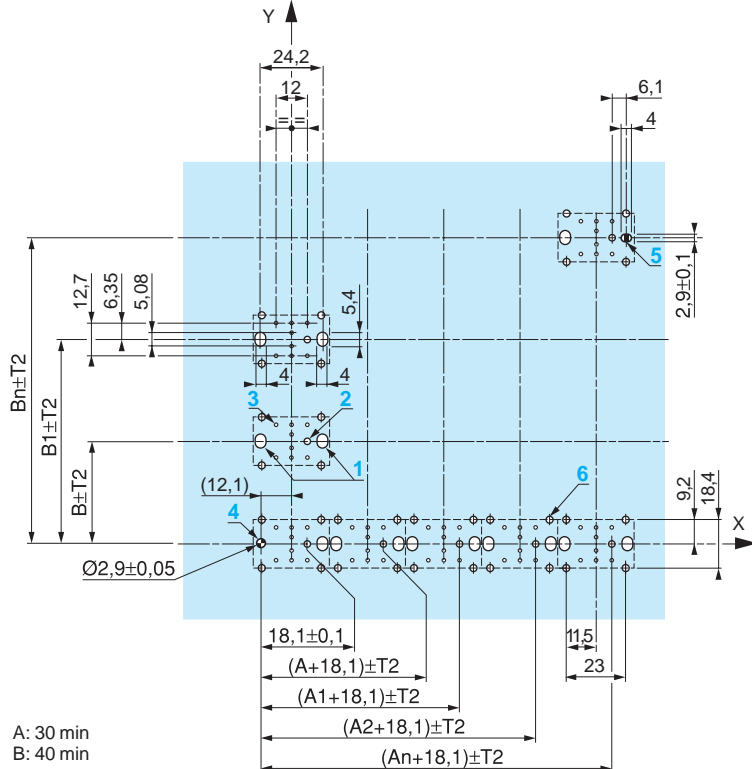 Y
24,2
12
= =
6,1
4
5
2,9±0,1
12,7
6,35
5,08
5,4
4
4
Bn±T2
B1±T2
B±T2
3
2
1
(12,1)
4
6
9,2
18,4
X
Ø2,9±0,05
18,1±0,1
11,5
(A+18,1)±T2
23
(A1+18,1)±T2
(A2+18,1)±T2
(An+18,1)±T2
A: 30 min
B: 40 min